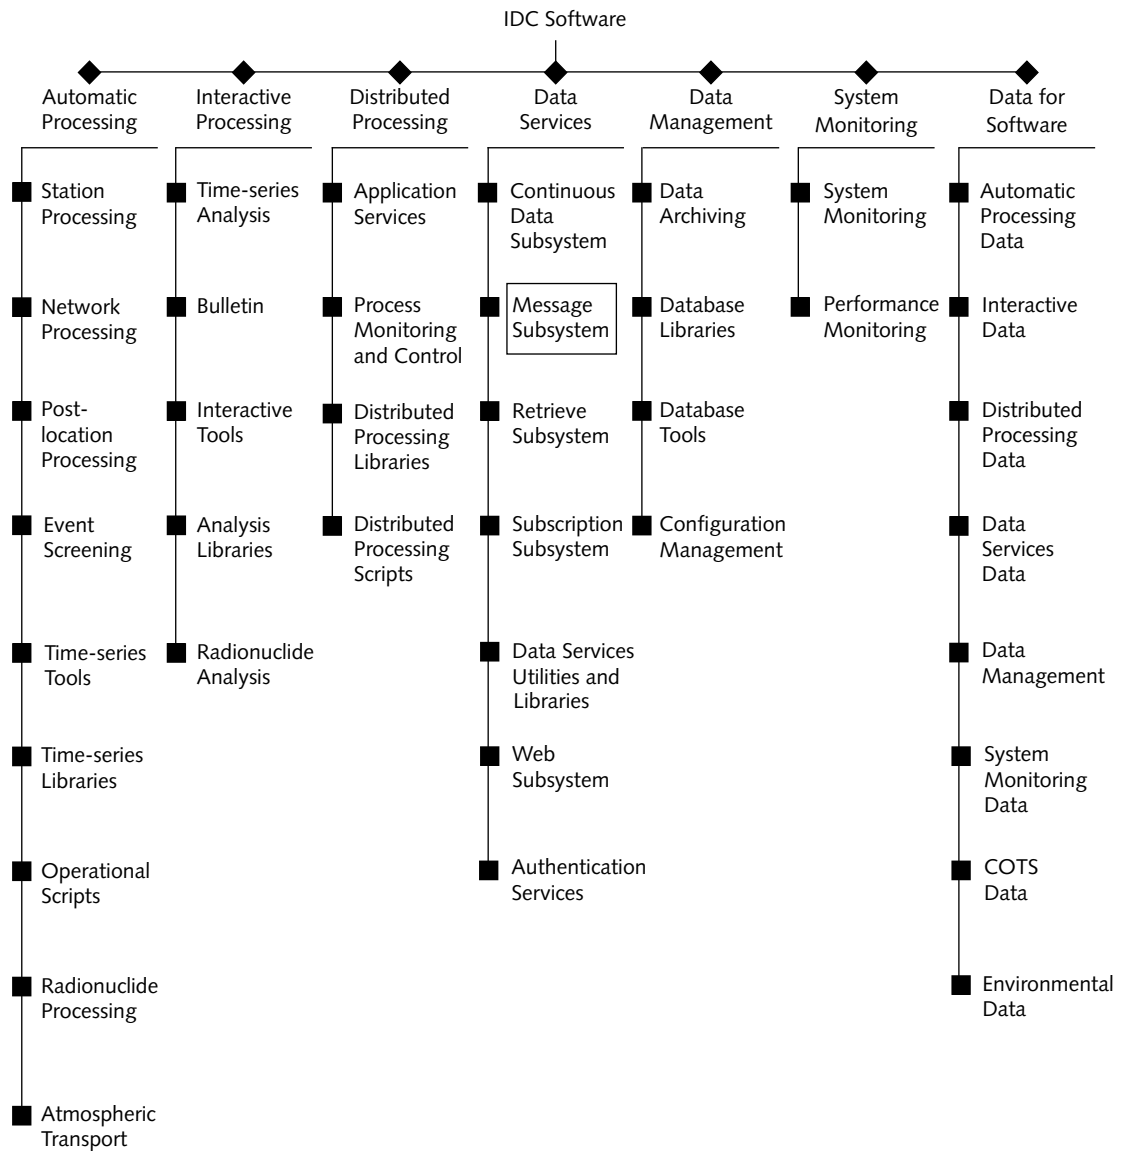 IDC Software
Automatic
Processing
Interactive
Processing
Distributed
Processing
Data
Services
Data
Management
System
Monitoring
Data for
Software
Station
Processing
Network
Processing
Post-
location
Processing
Event
Screening
Time-series
Tools
Time-series
Libraries
Operational
Scripts
Radionuclide
Processing
Atmospheric
Transport
Time-series
Analysis
Bulletin
Interactive
Tools
Analysis
Libraries
Radionuclide
Analysis
Application
Services
Process
Monitoring
and Control
Distributed
Processing
Libraries
Distributed
Processing
Scripts
Continuous
Data
Subsystem
Message
Subsystem
Retrieve
Subsystem
Subscription
Subsystem
Data Services
Utilities and
Libraries
Web
Subsystem
Authentication
Services
Data
Archiving
Database
Libraries
Database
Tools
Configuration
Management
System
Monitoring
Performance
Monitoring
Automatic
Processing
Data
Interactive
Data
Distributed
Processing
Data
Data
Services
Data
Data
Management
System
Monitoring
Data
COTS
Data
Environmental
Data